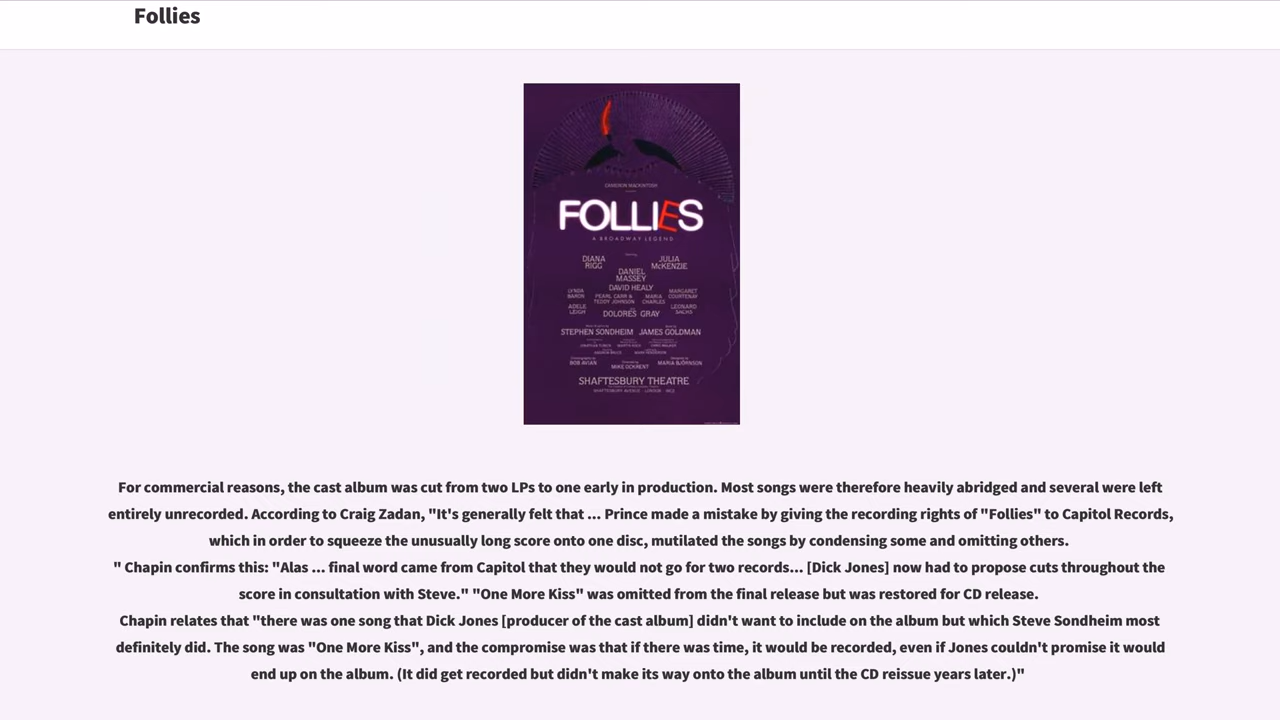 Follies
CAMERON MACKINTOSH
FOLLIES
A BROADWAY LEGEND
starring
DIANA RIGG
JULIA McKENZIE
DANIEL MASSEY
DAVID HEALY
LYNDA BARON
PEARL CARR & TEDDY JOHNSON
MARIA CHARLES
MARGARET COURTENAY
ADELE LEIGH
LEONARD SACHS
DOLORES GRAY
STEPHEN SONDHEIM JAMES GOLDMAN
BOB AVIAN
MIKE OCKRENT
MARIA BJÖRNSON
SHAFTESBURY THEATRE
SHAFTESBURY AVENUE LONDON WC2
For commercial reasons, the cast album was cut from two LPs to one early in production. Most songs were therefore heavily abridged and several were left
entirely unrecorded. According to Craig Zadan, "It's generally felt that ... Prince made a mistake by giving the recording rights of "Follies" to Capitol Records,
which in order to squeeze the unusually long score onto one disc, mutilated the songs by condensing some and omitting others.
" Chapin confirms this: "Alas ... final word came from Capitol that they would not go for two records... [Dick Jones] now had to propose cuts throughout the
score in consultation with Steve." "One More Kiss" was omitted from the final release but was restored for CD release.
Chapin relates that "there was one song that Dick Jones [producer of the cast album] didn't want to include on the album but which Steve Sondheim most
definitely did. The song was "One More Kiss", and the compromise was that if there was time, it would be recorded, even if Jones couldn't promise it would
end up on the album. (It did get recorded but didn't make its way onto the album until the CD reissue years later.)"